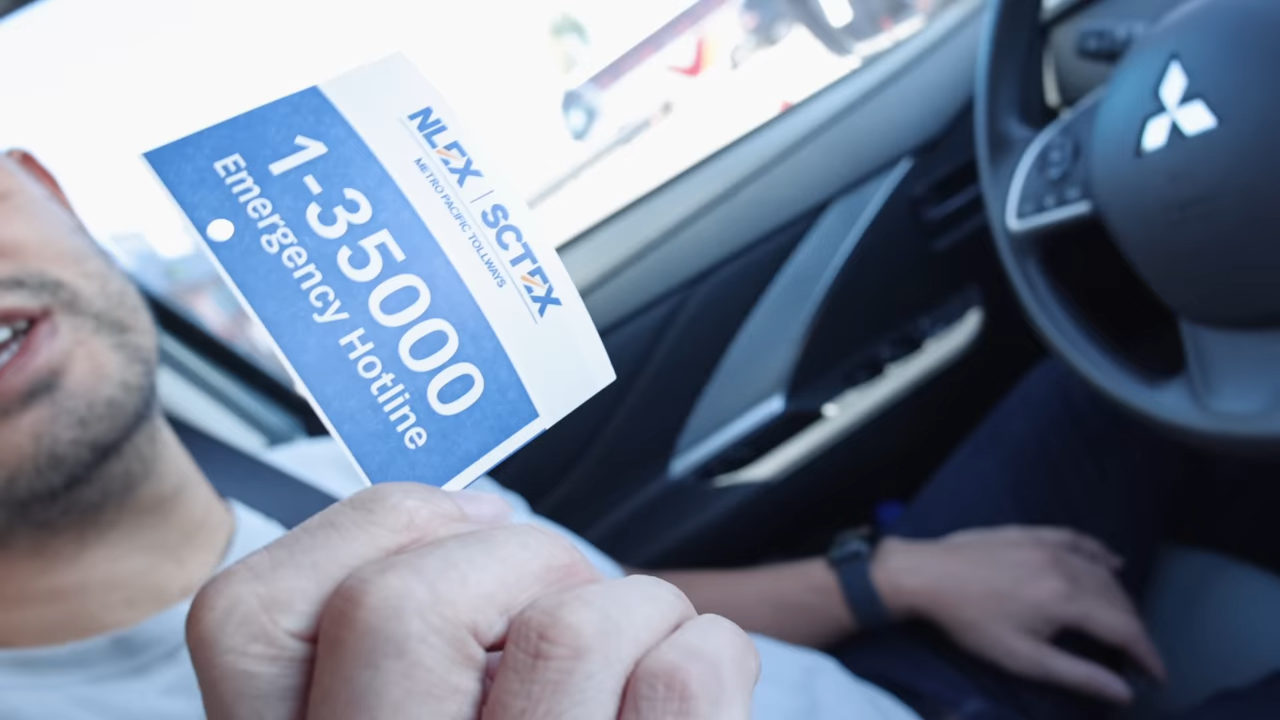 NLEX | SCTEX
METRO PACIFIC TOLLWAYS
1-35000
Emergency Hotline